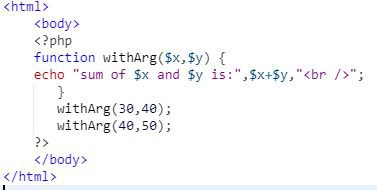 <html>
<body>
<?php
function withArg($x,$y) {
echo "sum of $x and $y is:",$x+$y,"<br />";
}
withArg(30,40);
withArg(40,50);
?>
</body>
</html>